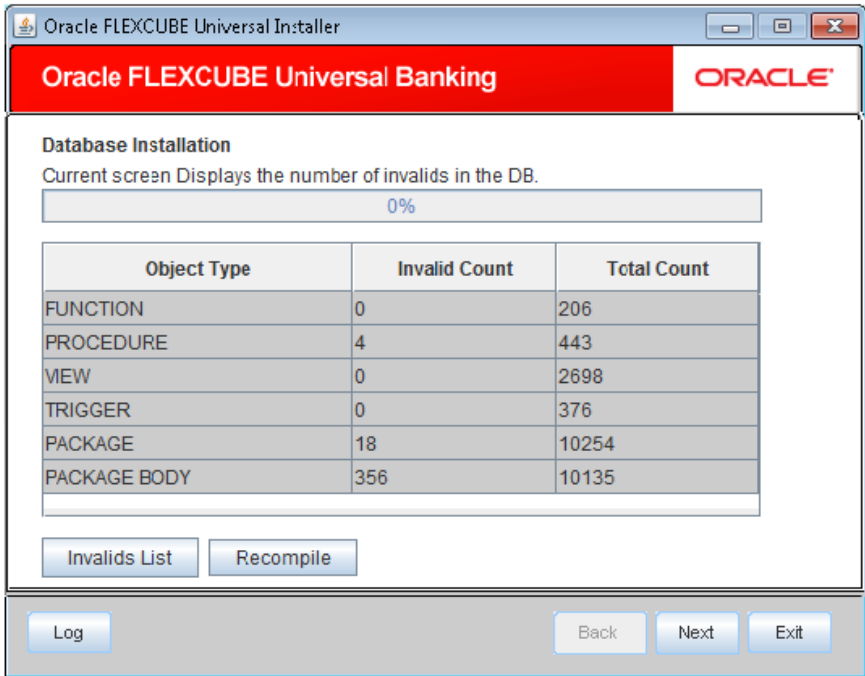 Oracle FLEXCUBE Universal Installer
Oracle FLEXCUBE Universal Banking
ORACLE
Database Installation
Current screen Displays the number of invalids in the DB.
0%
Object Type Invalid Count Total Count
FUNCTION 0 206
PROCEDURE 4 443
VIEW 0 2698
TRIGGER 0 376
PACKAGE 18 10254
PACKAGE BODY 356 10135
Invalids List Recompile
Log Back Next Exit